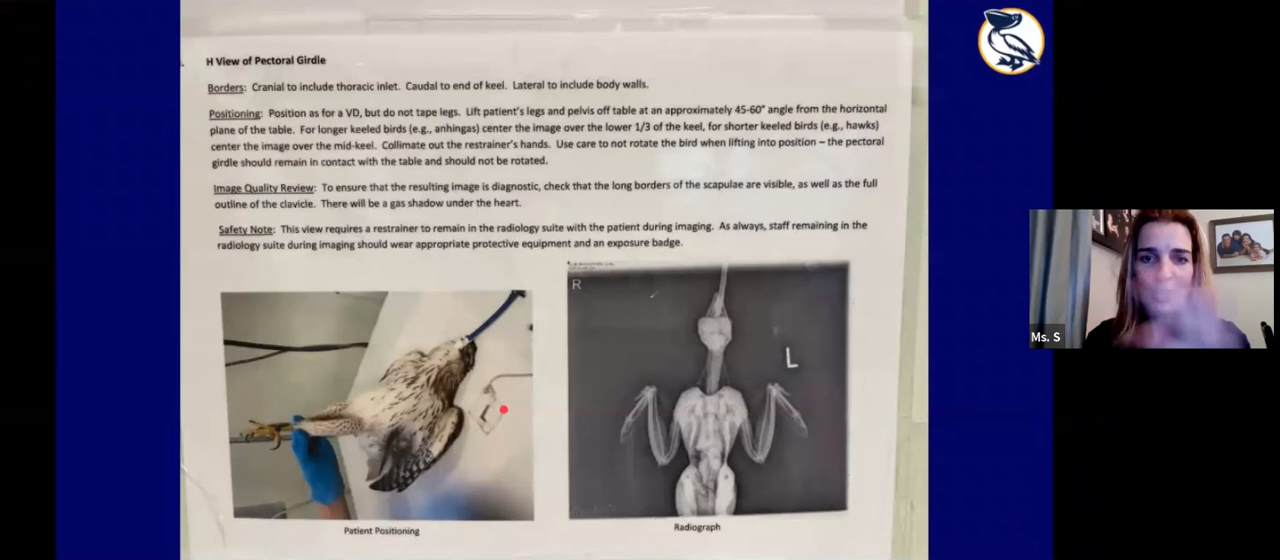 H View of Pectoral Girdle
Borders: Cranial to include thoracic inlet. Caudal to end of keel. Lateral to include body walls.
Positioning: Position as for a VD, but do not tape legs. Lift patient's legs and pelvis off table at an approximately 45-60° angle from the horizontal
plane of the table. For longer keeled birds (e.g., anhingas) center the image over the lower 1/3 of the keel, for shorter keeled birds (e.g., hawks)
center the image over the mid-keel. Collimate out the restrainer's hands. Use care to not rotate the bird when lifting into position – the pectoral
girdle should remain in contact with the table and should not be rotated.
Image Quality Review: To ensure that the resulting image is diagnostic, check that the long borders of the scapulae are visible, as well as the full
outline of the clavicle. There will be a gas shadow under the heart.
Safety Note: This view requires a restrainer to remain in the radiology suite with the patient during imaging. As always, staff remaining in the
radiology suite during imaging should wear appropriate protective equipment and an exposure badge.
R
L
L
Patient Positioning
Radiograph
Ms. S